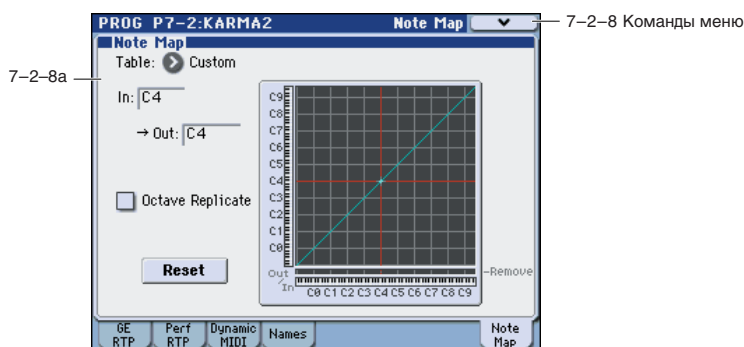 PROG P7-2:KARMA2 Note Map
7–2–8 Команды меню
Note Map
7–2–8a
Table: Custom
In: C4
→ Out: C4
Octave Replicate
Reset
C9
C8
C7
C6
C5
C4
C3
C2
C1
C0
Out
/
In
C0 C1 C2 C3 C4 C5 C6 C7 C8 C9
–Remove
GE RTP
Perf RTP
Dynamic MIDI
Names
Note Map